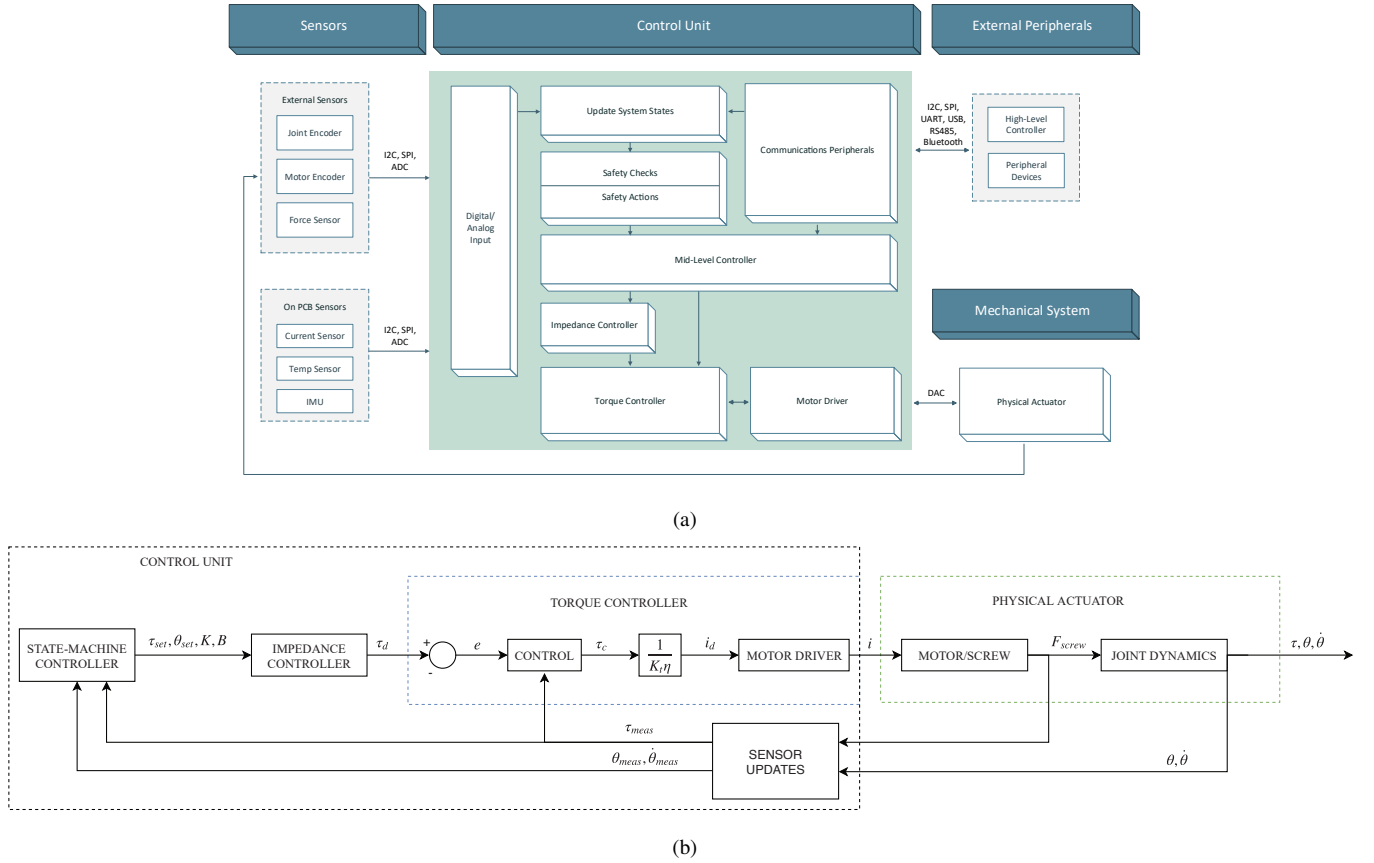 Sensors
Control Unit
External Peripherals
External Sensors
Joint Encoder
Motor Encoder
Force Sensor
I2C, SPI,
ADC
On PCB Sensors
Current Sensor
Temp Sensor
IMU
I2C, SPI,
ADC
Digital/
Analog
Input
Update System States
Safety Checks
Safety Actions
Communications Peripherals
Mid-Level Controller
Impedance Controller
Torque Controller
Motor Driver
I2C, SPI,
UART, USB,
RS485,
Bluetooth
High-Level
Controller
Peripheral
Devices
Mechanical System
DAC
Physical Actuator
(a)
CONTROL UNIT
TORQUE CONTROLLER
PHYSICAL ACTUATOR
STATE-MACHINE
CONTROLLER
τ_set, θ_set, K, B
IMPEDANCE
CONTROLLER
τ_d
+
-
e
CONTROL
τ_c
1
K_t η
i_d
MOTOR DRIVER
i
MOTOR/SCREW
F_screw
JOINT DYNAMICS
τ, θ, θ̇
τ_meas
θ_meas, θ̇_meas
SENSOR
UPDATES
θ, θ̇
(b)